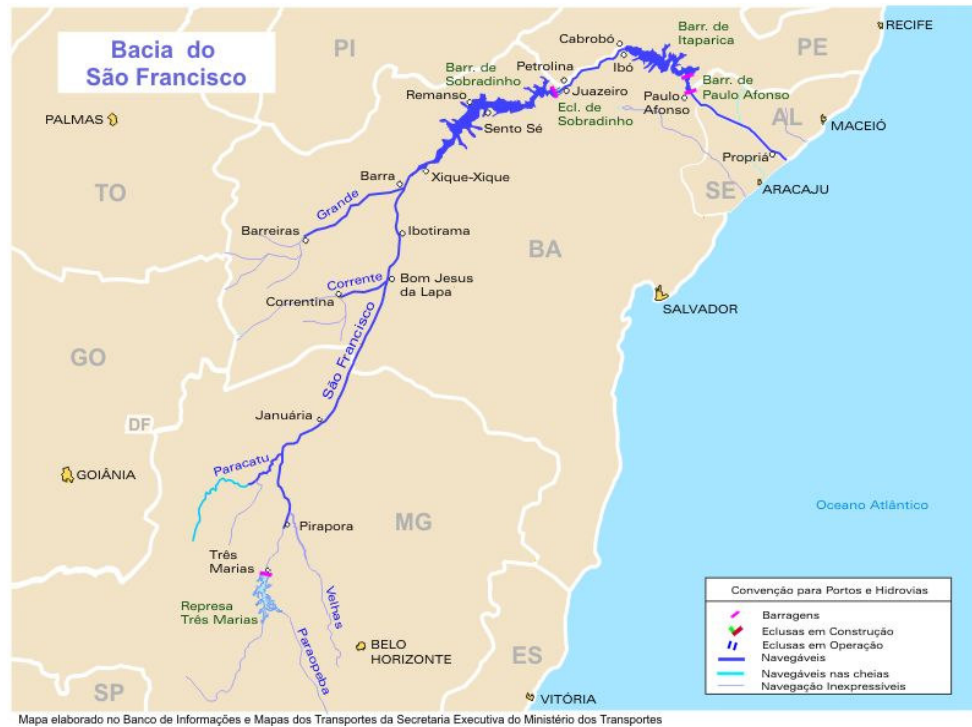 Bacia do
São Francisco
PI
PE
RECIFE
Cabrobó
Barr. de
Itaparica
Ibó
Petrolina
Barr. de
Sobradinho
Juazeiro
Barr. de
Paulo Afonso
Paulo
Afonso
Remanso
Ecl. de
Sobradinho
Sento Sé
AL
MACEIÓ
PALMAS
Propriá
Xique-Xique
Barra
TO
SE
ARACAJU
Grande
Barreiras
Ibotirama
BA
Corrente
Bom Jesus
da Lapa
Correntina
SALVADOR
São Francisco
GO
Januária
DF
Paracatu
GOIÂNIA
Oceano Atlântico
MG
Pirapora
Três
Marias
Represa
Três Marias
Velhas
Paraopeba
BELO
HORIZONTE
ES
SP
VITÓRIA
Convenção para Portos e Hidrovias
Barragens
Eclusas em Construção
Eclusas em Operação
Navegáveis
Navegáveis nas cheias
Navegação Inexpressíveis
Mapa elaborado no Banco de Informações e Mapas dos Transportes da Secretaria Executiva do Ministério dos Transportes